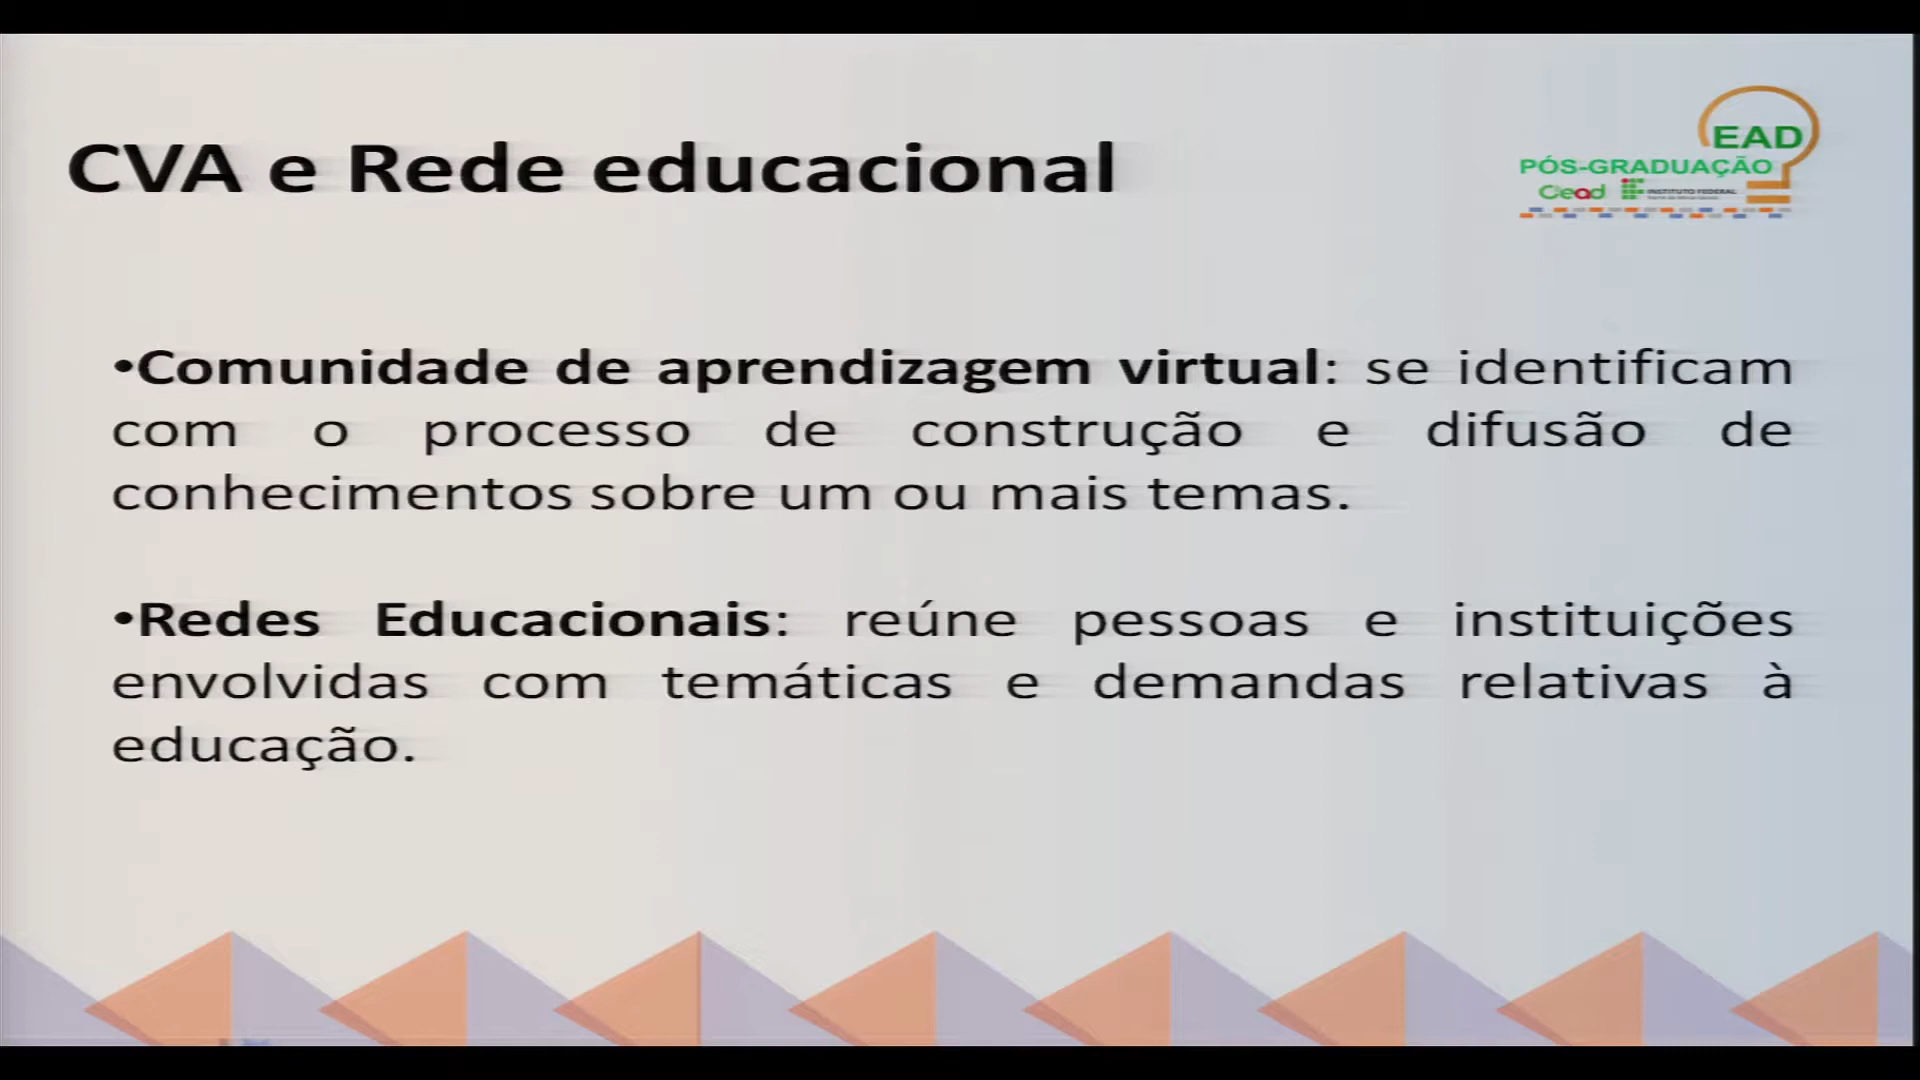 CVA e Rede educacional
EAD
PÓS-GRADUAÇÃO
Cead INSTITUTO FEDERAL
•Comunidade de aprendizagem virtual: se identificam
com o processo de construção e difusão de
conhecimentos sobre um ou mais temas.
•Redes Educacionais: reúne pessoas e instituições
envolvidas com temáticas e demandas relativas à
educação.